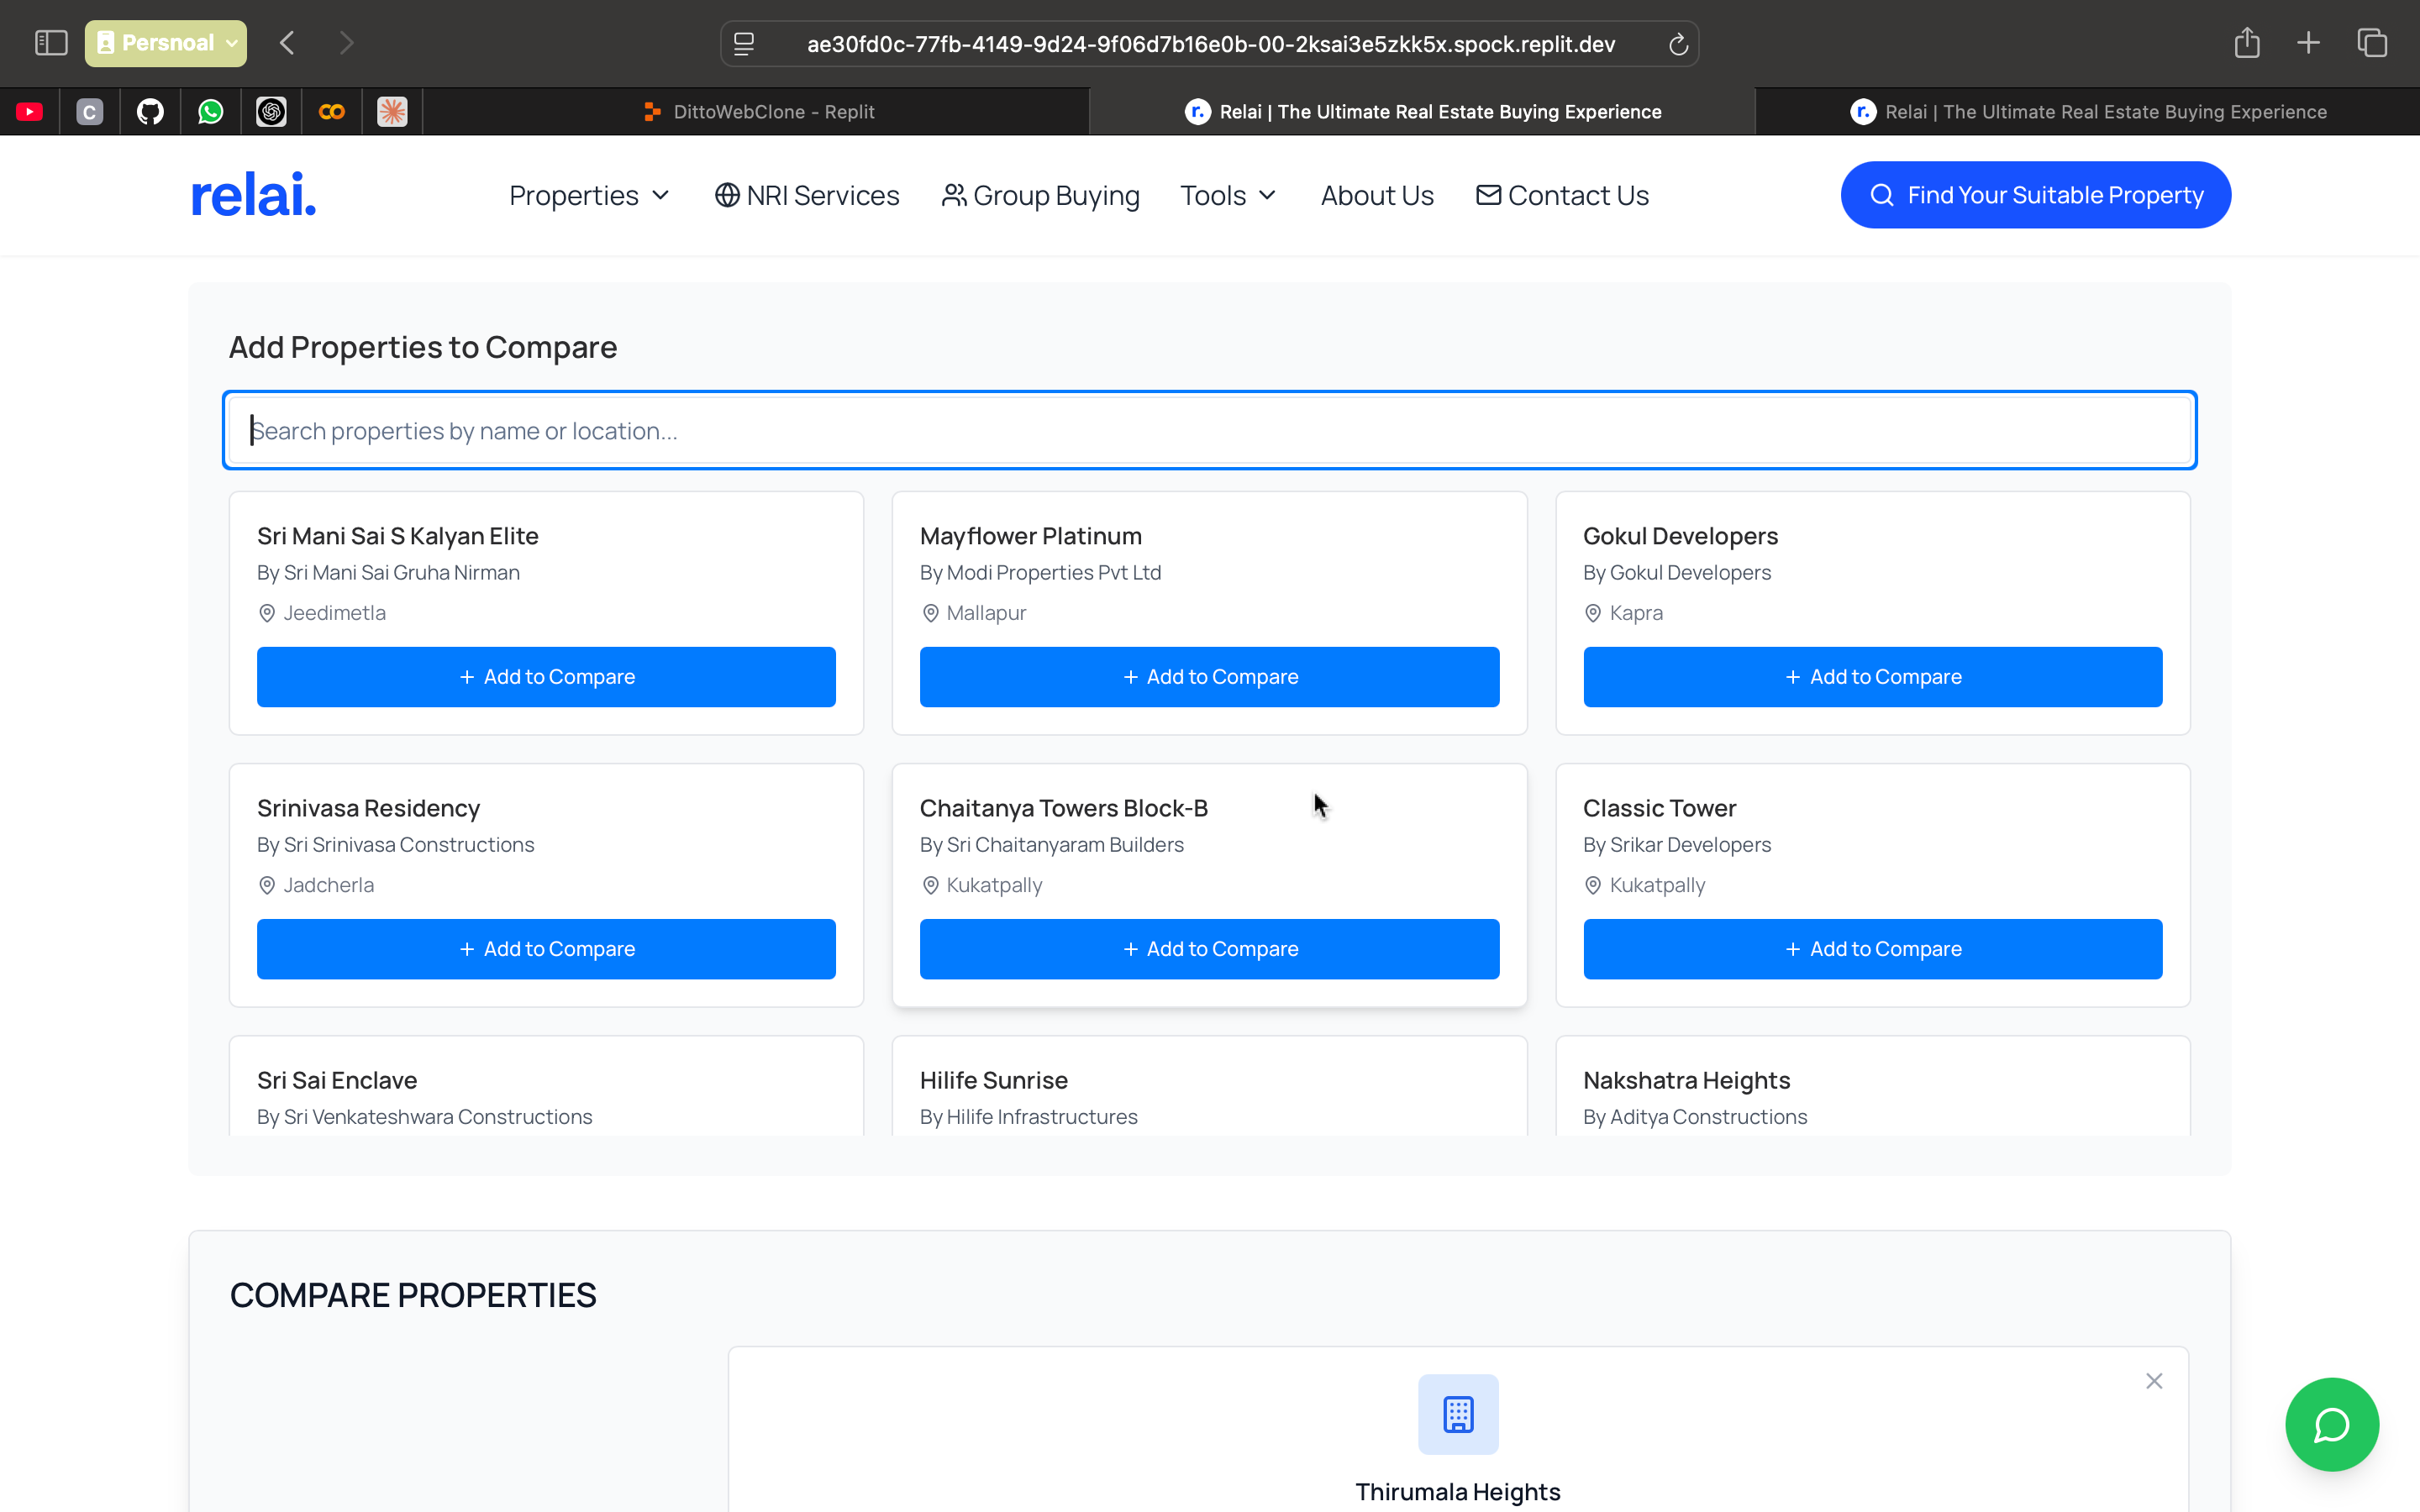 Persnoal
ae30fd0c-77fb-4149-9d24-9f06d7b16e0b-00-2ksai3e5zkk5x.spock.replit.dev
C
DittoWebClone - Replit
r.
Relai | The Ultimate Real Estate Buying Experience
r.
Relai | The Ultimate Real Estate Buying Experience
relai.
Properties
NRI Services
Group Buying
Tools
About Us
Contact Us
Find Your Suitable Property
Add Properties to Compare
Search properties by name or location...
Sri Mani Sai S Kalyan Elite
By Sri Mani Sai Gruha Nirman
Jeedimetla
+ Add to Compare
Mayflower Platinum
By Modi Properties Pvt Ltd
Mallapur
+ Add to Compare
Gokul Developers
By Gokul Developers
Kapra
+ Add to Compare
Srinivasa Residency
By Sri Srinivasa Constructions
Jadcherla
+ Add to Compare
Chaitanya Towers Block-B
By Sri Chaitanyaram Builders
Kukatpally
+ Add to Compare
Classic Tower
By Srikar Developers
Kukatpally
+ Add to Compare
Sri Sai Enclave
By Sri Venkateshwara Constructions
Hilife Sunrise
By Hilife Infrastructures
Nakshatra Heights
By Aditya Constructions
COMPARE PROPERTIES
Thirumala Heights